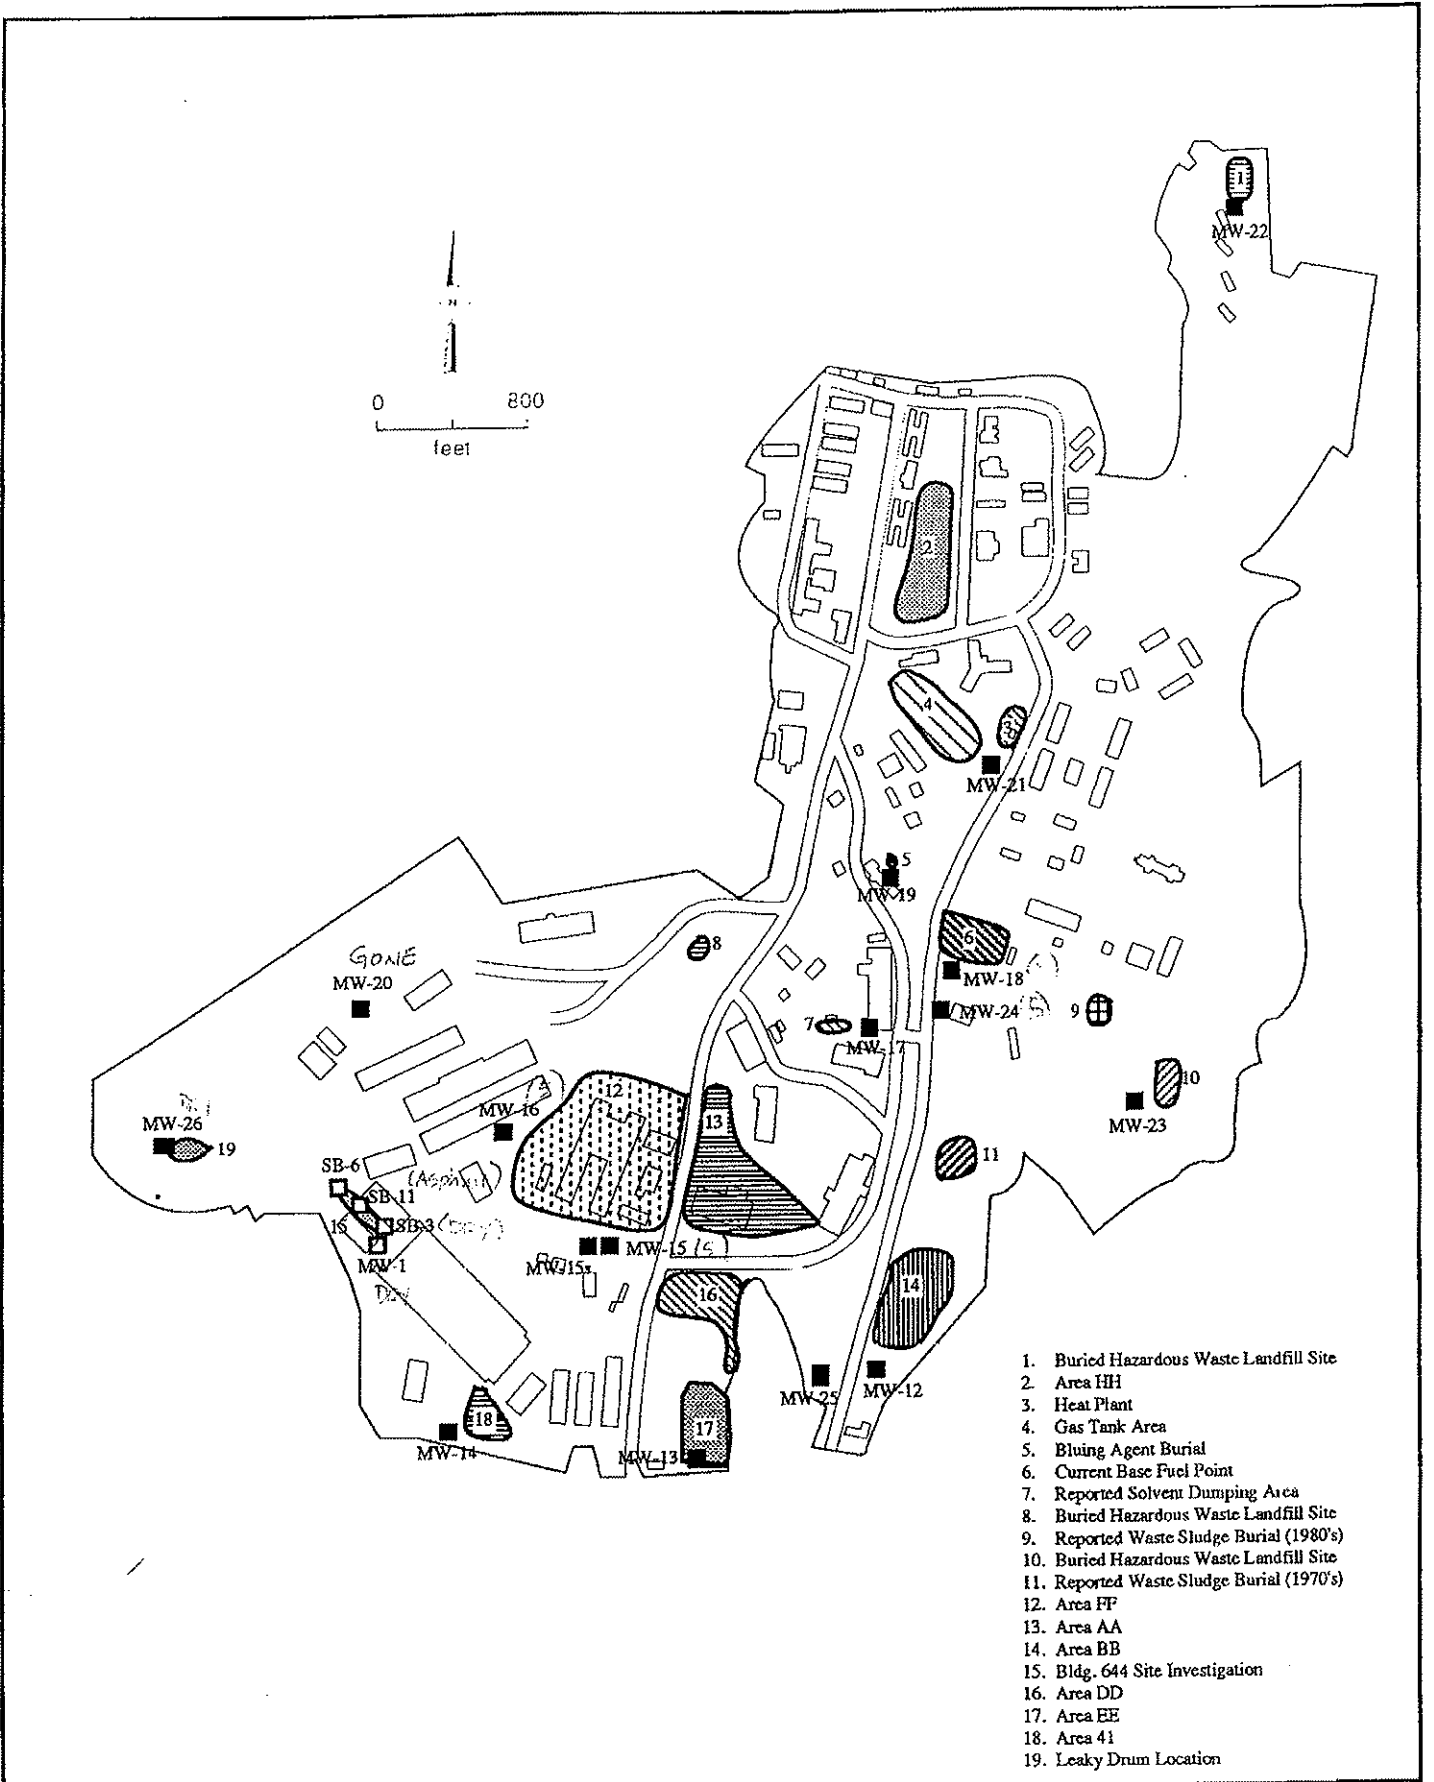 1
MW-22
N
0 800
feet
2
4
3
MW-21
5
MW-19
6
8
GONE
MW-20
MW-18
MW-24
9
7
MW-17
10
MW-23
12
13
MW-16
MW-26
19
11
SB-6
(Asphalt)
SB-11
15
SB-3 (DRY)
MW-1
MW-15 (S)
MW-15s
Dry
16
14
MW-25
MW-12
18
17
MW-14
MW-13
1. Buried Hazardous Waste Landfill Site
2. Area HH
3. Heat Plant
4. Gas Tank Area
5. Bluing Agent Burial
6. Current Base Fuel Point
7. Reported Solvent Dumping Area
8. Buried Hazardous Waste Landfill Site
9. Reported Waste Sludge Burial (1980's)
10. Buried Hazardous Waste Landfill Site
11. Reported Waste Sludge Burial (1970's)
12. Area FF
13. Area AA
14. Area BB
15. Bldg. 644 Site Investigation
16. Area DD
17. Area EE
18. Area 41
19. Leaky Drum Location